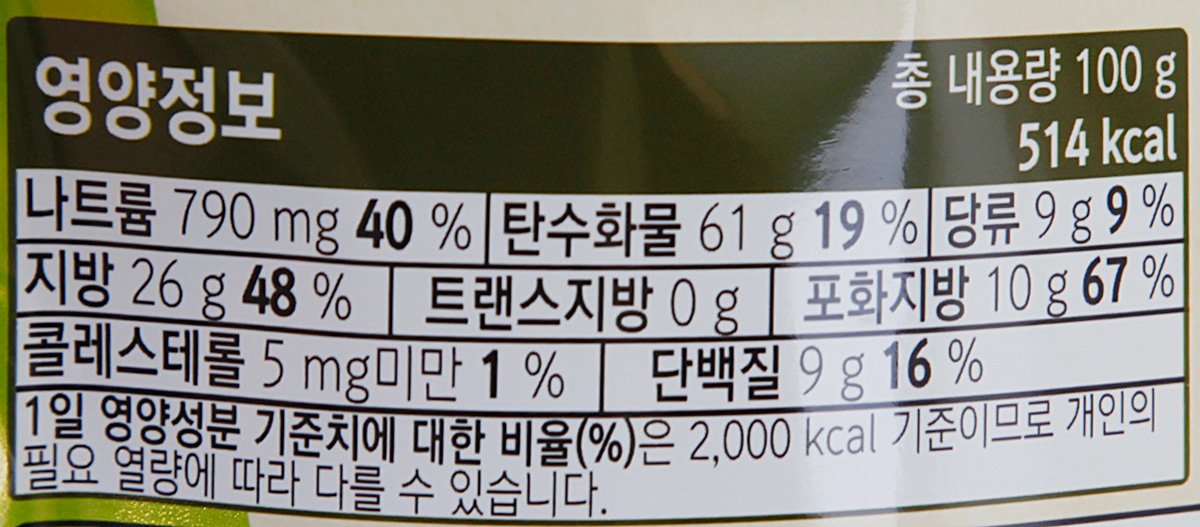 영양정보
총 내용량 100 g
514 kcal
나트륨 790 mg 40 % 탄수화물 61 g 19 % 당류 9 g 9 %
지방 26 g 48 % 트랜스지방 0 g 포화지방 10 g 67 %
콜레스테롤 5 mg미만 1 % 단백질 9 g 16 %
1일 영양성분 기준치에 대한 비율(%)은 2,000 kcal 기준이므로 개인의
필요 열량에 따라 다를 수 있습니다.